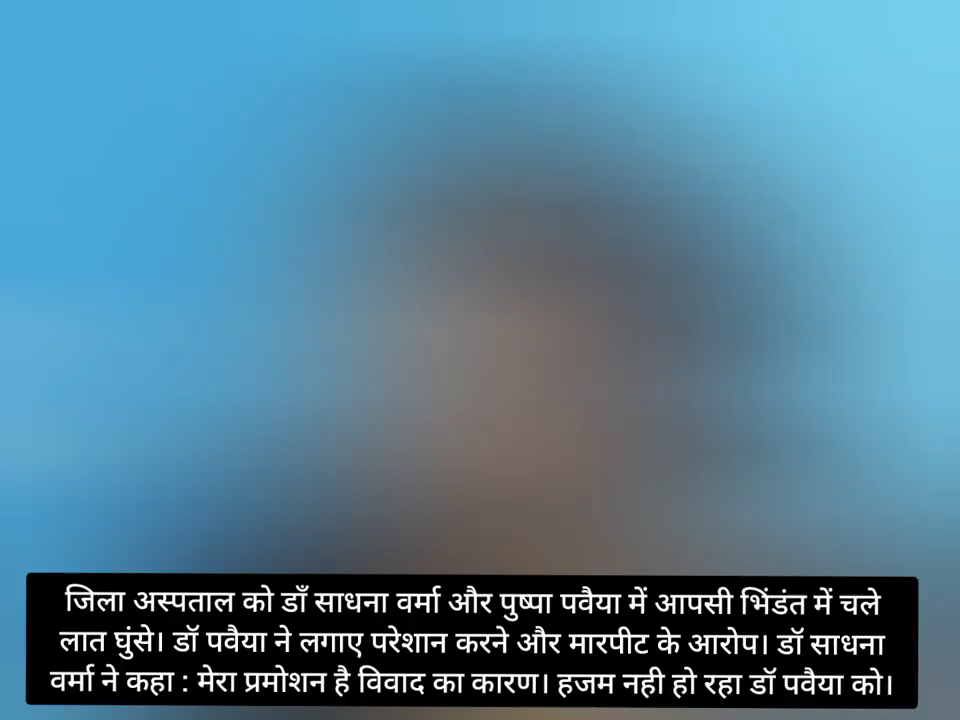 जिला अस्पताल को डाँ साधना वर्मा और पुष्पा पवैया में आपसी भिंडंत में चले
लात घुंसे। डॉ पवैया ने लगाए परेशान करने और मारपीट के आरोप। डॉ साधना
वर्मा ने कहा : मेरा प्रमोशन है विवाद का कारण। हजम नही हो रहा डॉ पवैया को।